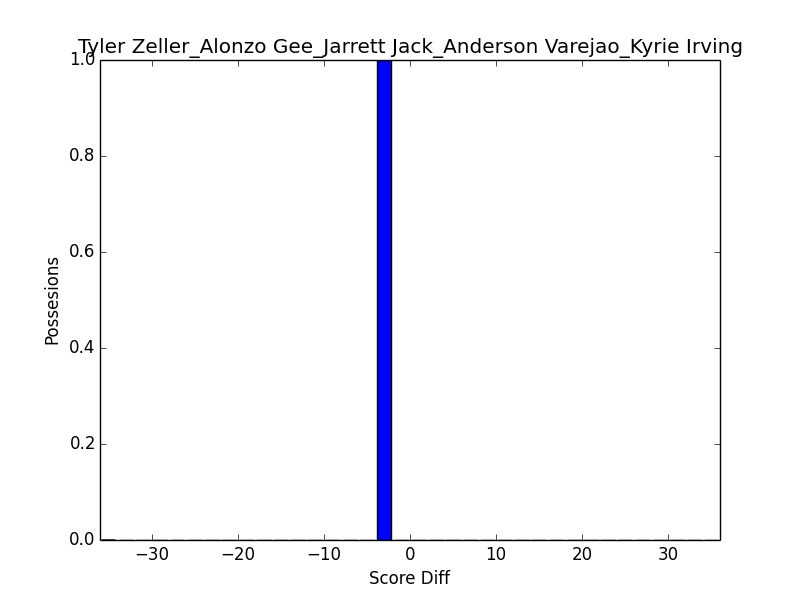 Tyler Zeller_Alonzo Gee_Jarrett Jack_Anderson Varejao_Kyrie Irving
1.0
0.8
0.6
0.4
0.2
0.0
Possesions
−30 −20 −10 0 10 20 30
Score Diff